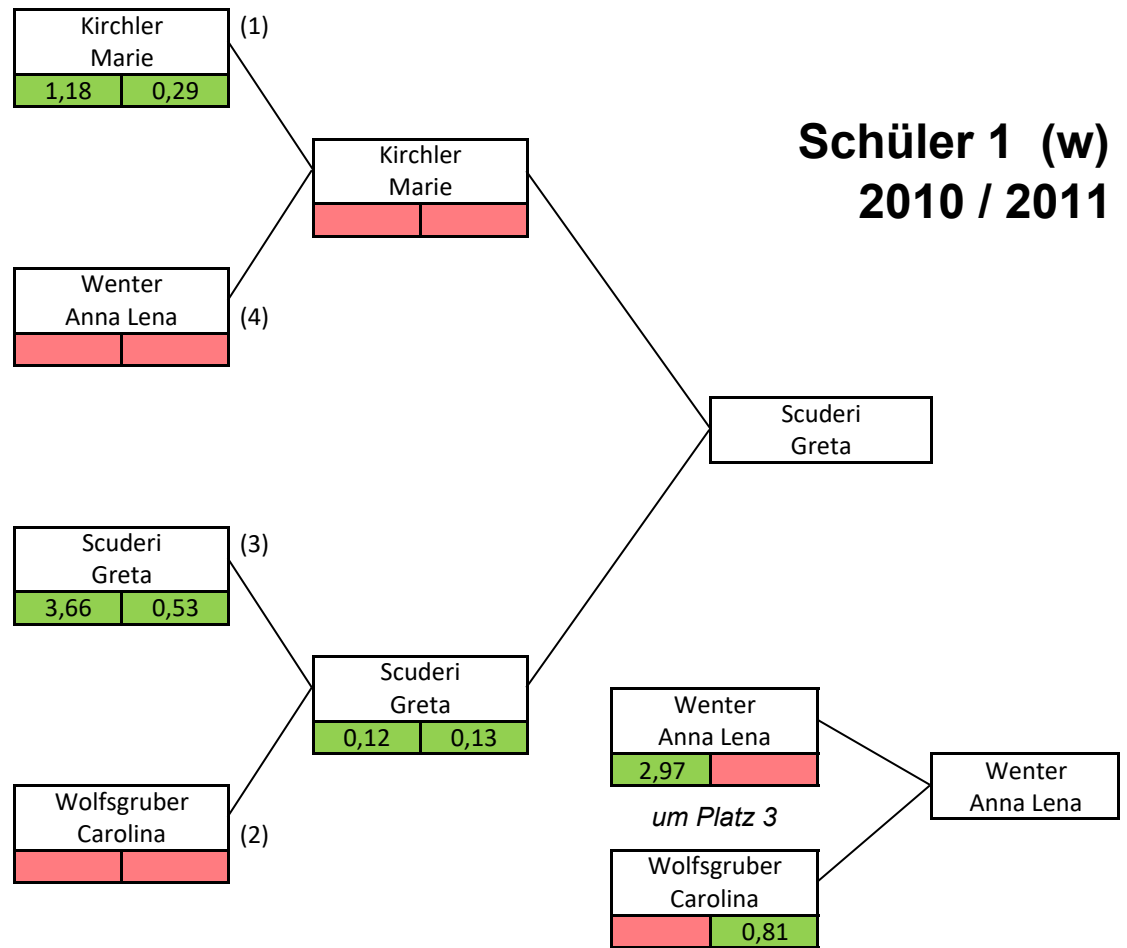 Kirchler
Marie
(1)
1,18 0,29
Schüler 1 (w)
2010 / 2011
Kirchler
Marie
Wenter
Anna Lena
(4)
Scuderi
Greta
Scuderi
Greta
(3)
3,66 0,53
Scuderi
Greta
0,12 0,13
Wenter
Anna Lena
2,97
Wenter
Anna Lena
um Platz 3
Wolfsgruber
Carolina
(2)
Wolfsgruber
Carolina
0,81